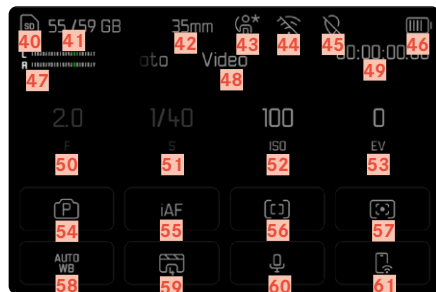 SD 55/59 GB 35mm
40 41 42 43 44 45 46
L
R
oto Video 00:00:00.00
47 48 49
2.0 1/40 100 0
F S ISO EV
50 51 52 53
P iAF
54 55 56 57
AUTO
WB
58 59 60 61